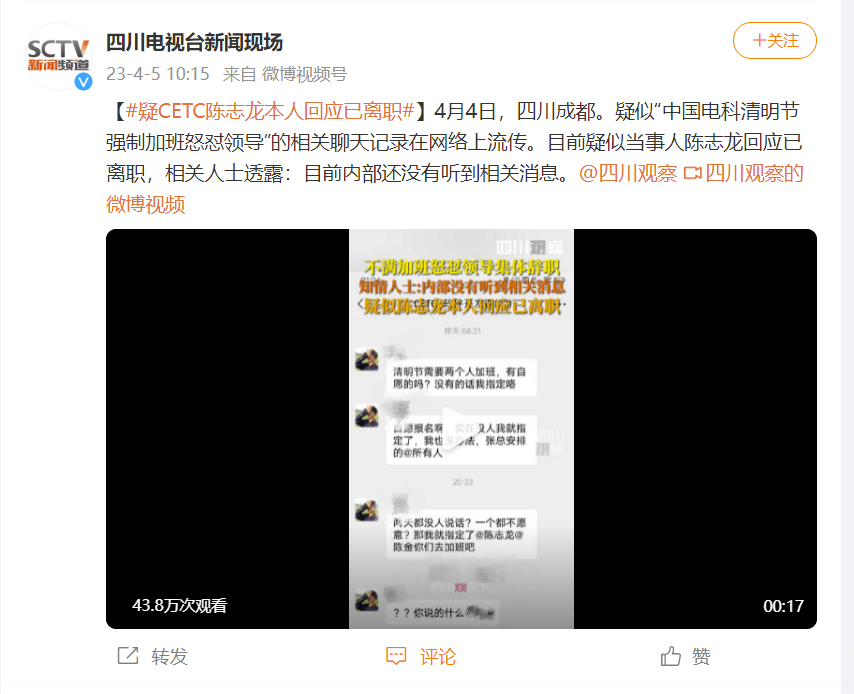 SCTV
新闻频道
四川电视台新闻现场
23-4-5 10:15 来自 微博视频号
+关注
【#疑CETC陈志龙本人回应已离职#】4月4日，四川成都。疑似“中国电科清明节
强制加班怒怼领导”的相关聊天记录在网络上流传。目前疑似当事人陈志龙回应已
离职，相关人士透露：目前内部还没有听到相关消息。@四川观察 四川观察的
微博视频
四川观察
不满加班怒怼领导集体辞职
知情人士:内部没有听到相关消息
疑似陈志龙本人回应已离职
昨天 08:21
清明节需要两个人加班，有自
愿的吗？没有的话我指定咯
自愿报名啊 实在没人我就指
定了，我也没办法，张总安排
的@所有人
20:23
两天都没人说话？一个都不愿
意？那我就指定了@陈志龙@
陈金你们去加班吧
？？你说的什么@
43.8万次观看
00:17
转发
评论
赞